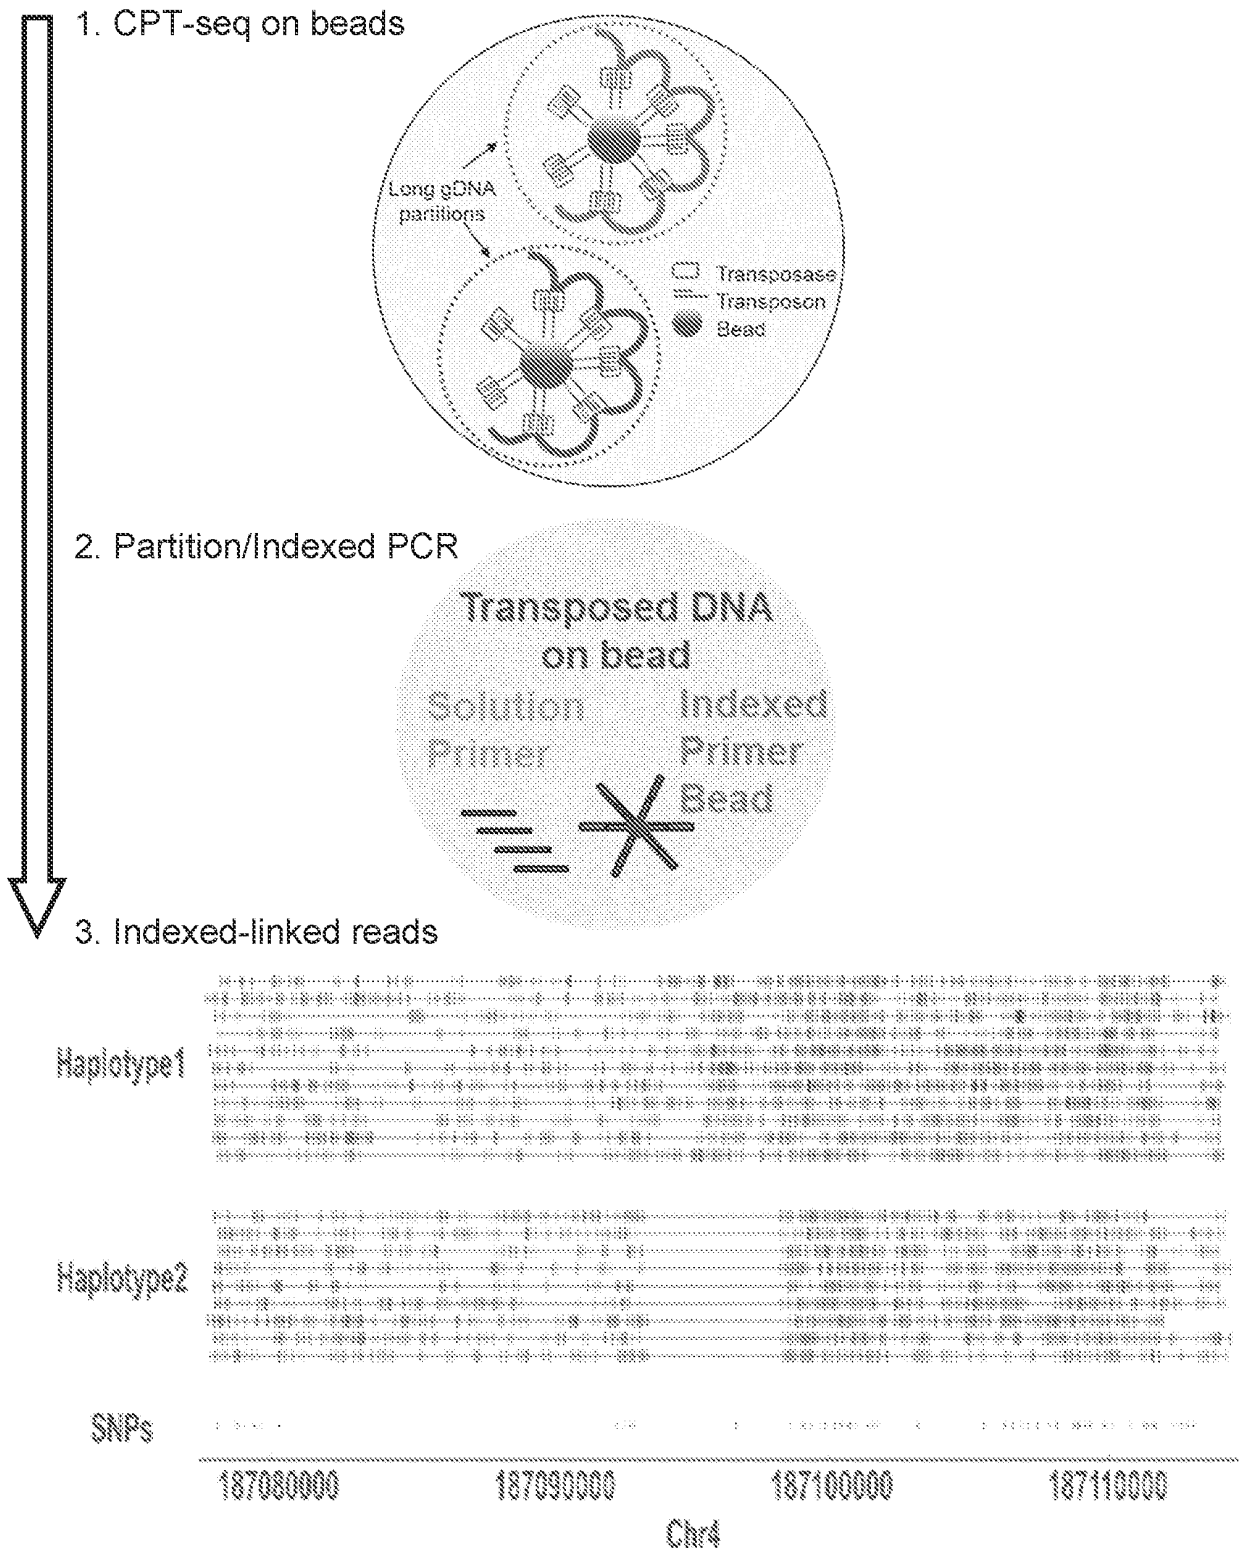 1. CPT-seq on beads
Long gDNA
partitions
Transposase
Transposon
Bead
2. Partition/Indexed PCR
Transposed DNA
on bead
Solution
Primer
Indexed
Primer
Bead
3. Indexed-linked reads
Haplotype1
Haplotype2
SNPs
187080000 187090000 187100000 187110000
Chr4